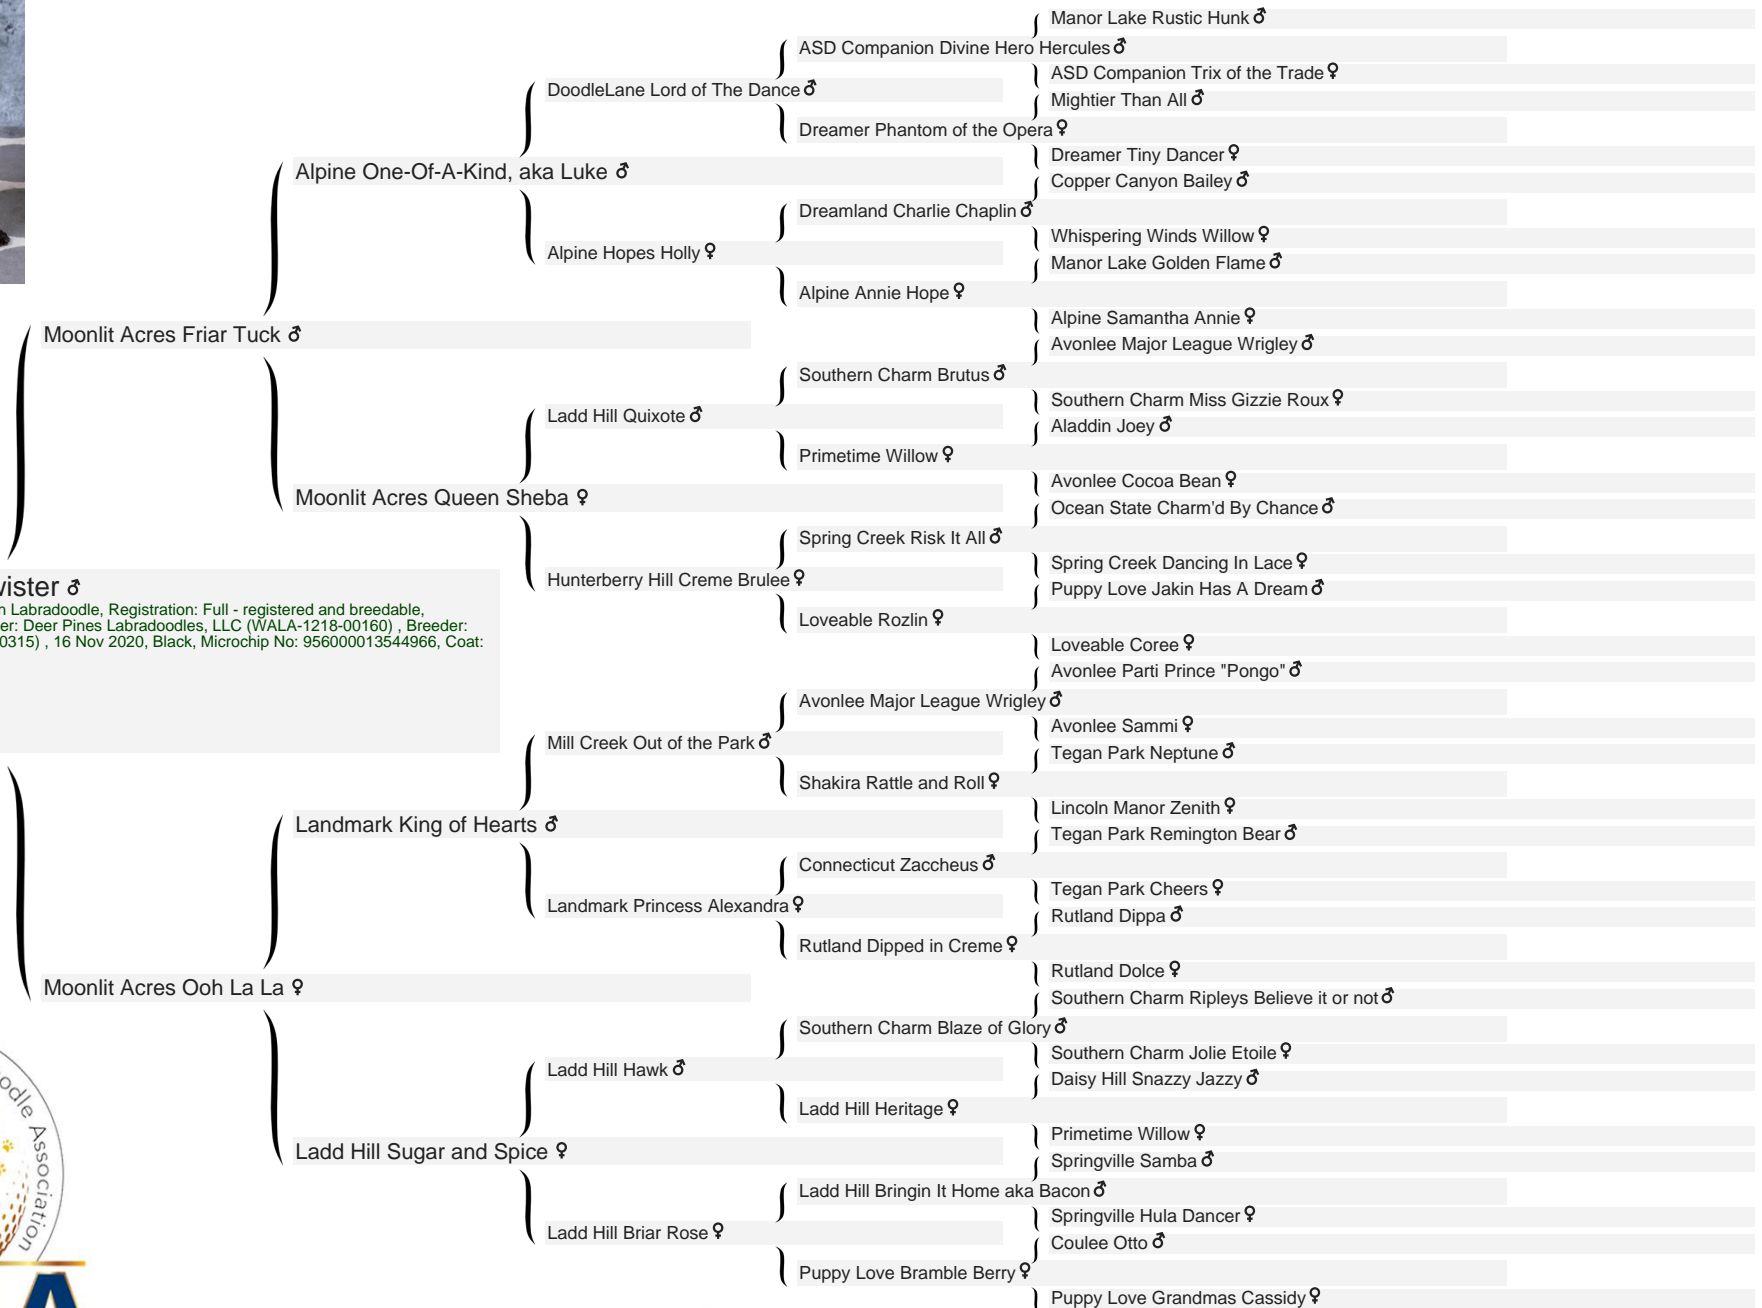 Manor Lake Rustic Hunk ♂
ASD Companion Divine Hero Hercules ♂
ASD Companion Trix of the Trade ♀
DoodleLane Lord of The Dance ♂
Mightier Than All ♂
Dreamer Phantom of the Opera ♀
Dreamer Tiny Dancer ♀
Alpine One-Of-A-Kind, aka Luke ♂
Copper Canyon Bailey ♂
Dreamland Charlie Chaplin ♂
Whispering Winds Willow ♀
Alpine Hopes Holly ♀
Manor Lake Golden Flame ♂
Alpine Annie Hope ♀
Alpine Samantha Annie ♀
Moonlit Acres Friar Tuck ♂
Avonlee Major League Wrigley ♂
Southern Charm Brutus ♂
Southern Charm Miss Gizzie Roux ♀
Ladd Hill Quixote ♂
Aladdin Joey ♂
Primetime Willow ♀
Avonlee Cocoa Bean ♀
Moonlit Acres Queen Sheba ♀
Ocean State Charm'd By Chance ♂
Spring Creek Risk It All ♂
Spring Creek Dancing In Lace ♀
Hunterberry Hill Creme Brulee ♀
Puppy Love Jakin Has A Dream ♂
Loveable Rozlin ♀
Loveable Coree ♀
wister ♂
Labradoodle, Registration: Full - registered and breedable,
er: Deer Pines Labradoodles, LLC (WALA-1218-00160) , Breeder:
0315) , 16 Nov 2020, Black, Microchip No: 956000013544966, Coat:
Avonlee Parti Prince "Pongo" ♂
Avonlee Major League Wrigley ♂
Avonlee Sammi ♀
Mill Creek Out of the Park ♂
Tegan Park Neptune ♂
Shakira Rattle and Roll ♀
Lincoln Manor Zenith ♀
Landmark King of Hearts ♂
Tegan Park Remington Bear ♂
Connecticut Zaccheus ♂
Tegan Park Cheers ♀
Landmark Princess Alexandra ♀
Rutland Dippa ♂
Rutland Dipped in Creme ♀
Rutland Dolce ♀
Moonlit Acres Ooh La La ♀
Southern Charm Ripleys Believe it or not ♂
Southern Charm Blaze of Glory ♂
Southern Charm Jolie Etoile ♀
Ladd Hill Hawk ♂
Daisy Hill Snazzy Jazzy ♂
Ladd Hill Heritage ♀
Primetime Willow ♀
Ladd Hill Sugar and Spice ♀
Springville Samba ♂
Ladd Hill Bringin It Home aka Bacon ♂
Springville Hula Dancer ♀
Ladd Hill Briar Rose ♀
Coulee Otto ♂
Puppy Love Bramble Berry ♀
Puppy Love Grandmas Cassidy ♀
oodle Association
A